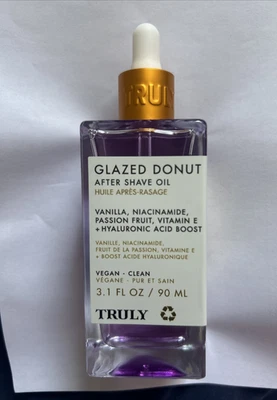 TRULY
GLAZED DONUT
AFTER SHAVE OIL
HUILE APRÈS-RASAGE
VANILLA, NIACINAMIDE,
PASSION FRUIT, VITAMIN E
+ HYALURONIC ACID BOOST
VANILLE, NIACINAMIDE,
FRUIT DE LA PASSION, VITAMINE E
+ BOOST ACIDE HYALURONIQUE
VEGAN - CLEAN
VÉGANE - PUR ET SAIN
3.1 FL OZ / 90 ML
TRULY